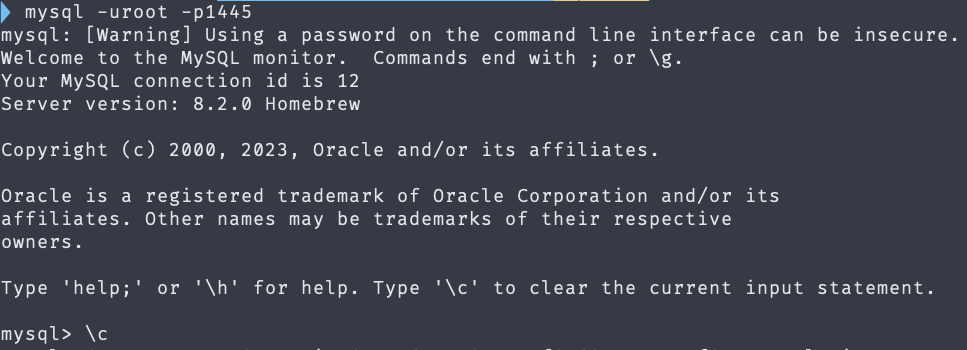 mysql -uroot -p1445
mysql: [Warning] Using a password on the command line interface can be insecure.
Welcome to the MySQL monitor.  Commands end with ; or \g.
Your MySQL connection id is 12
Server version: 8.2.0 Homebrew
Copyright (c) 2000, 2023, Oracle and/or its affiliates.
Oracle is a registered trademark of Oracle Corporation and/or its
affiliates. Other names may be trademarks of their respective
owners.
Type 'help;' or '\h' for help. Type '\c' to clear the current input statement.
mysql> \c